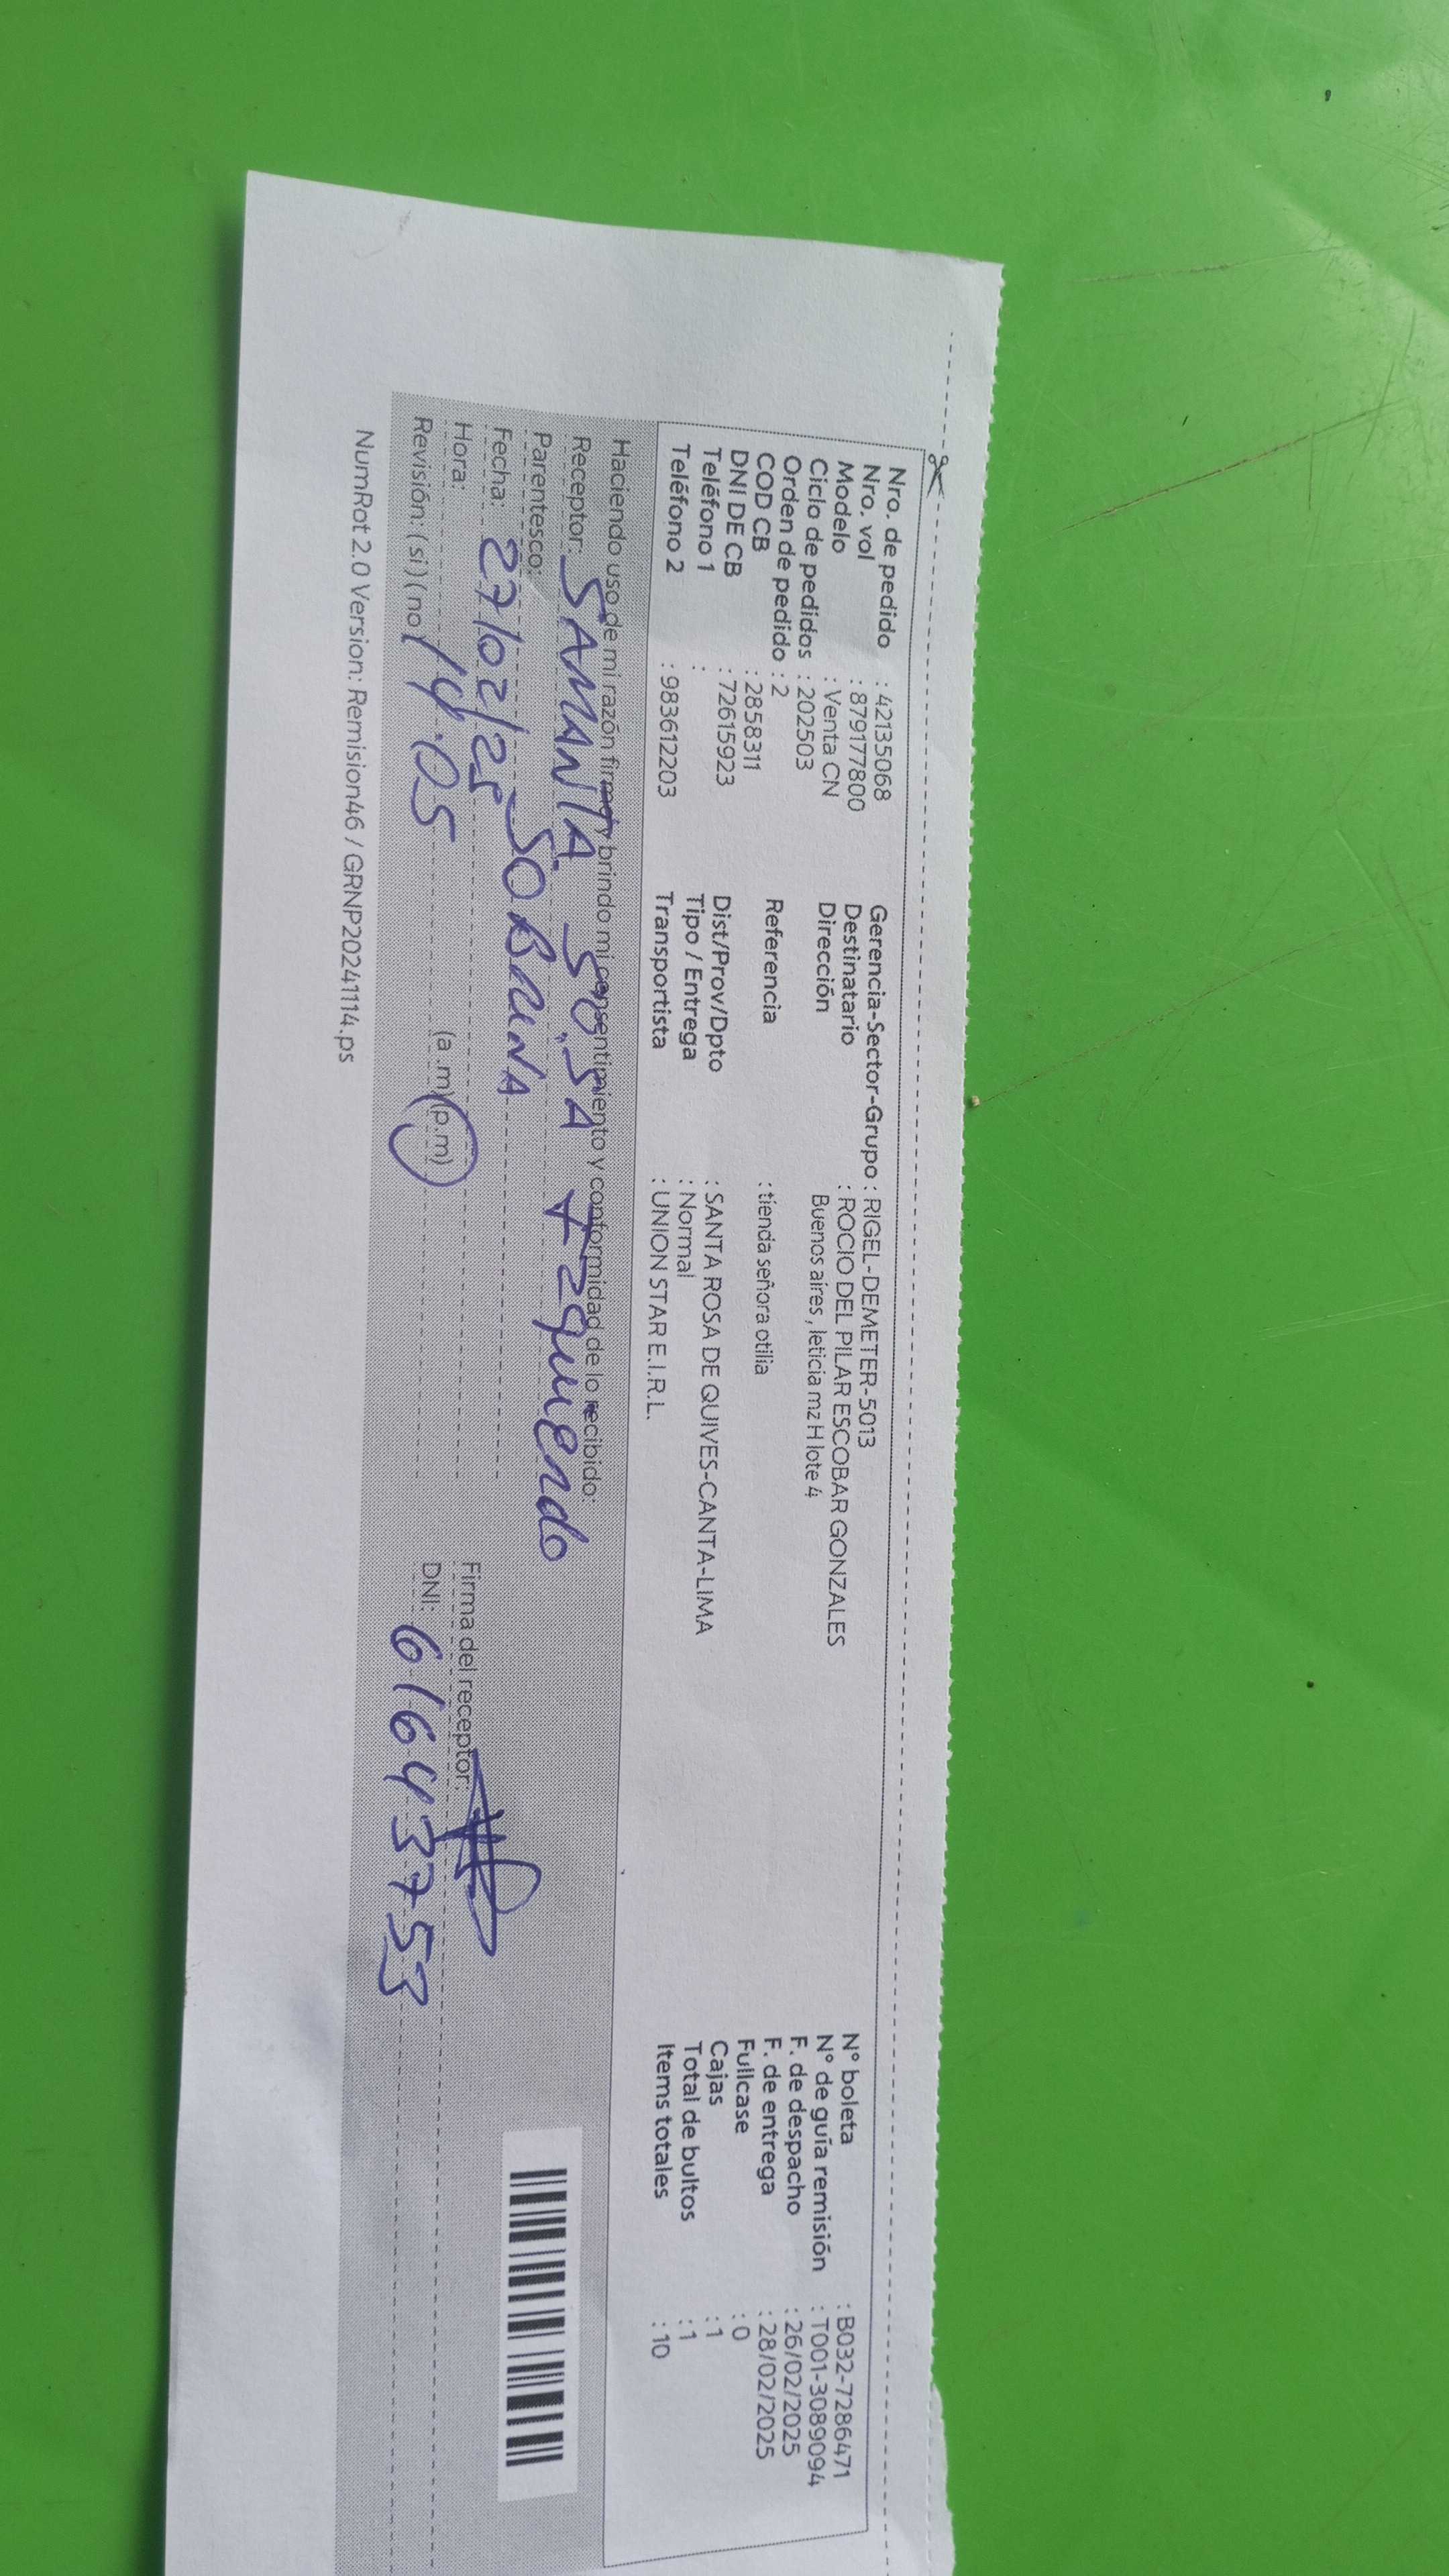 Nro. de pedido : 42135068
Nro. vol : 879177800
Modelo : Venta CN
Ciclo de pedidos : 202503
Orden de pedido : 2
COD CB : 2858311
DNI DE CB : 72615923
Teléfono 1 :
Teléfono 2 : 983612203
Gerencia-Sector-Grupo : RIGEL-DEMETER-5013
Destinatario : ROCIO DEL PILAR ESCOBAR GONZALES
Dirección Buenos aires , leticia mz H lote 4
Referencia : tienda señora otilia
Dist/Prov/Dpto : SANTA ROSA DE QUIVES-CANTA-LIMA
Tipo / Entrega : Normal
Transportista : UNION STAR E.I.R.L.
N° boleta : B032-7286471
N° de guía remisión : T001-3089094
F. de despacho : 26/02/2025
F. de entrega : 28/02/2025
Fullcase : 0
Cajas : 1
Total de bultos : 1
Items totales : 10
Haciendo uso de mi razón firmo y brindo mi consentimiento y conformidad de lo recibido:
Receptor: SAMANTA SOSA
Parentesco: SOBRINA
Fecha: 27/02/25
Hora: 14:05 (a.m) (p.m)
Revisión: ( si ) ( no )
Firma del receptor:
DNI: 61643753
NumRot 2.0 Version: Remision46 / GRNP20241114.ps